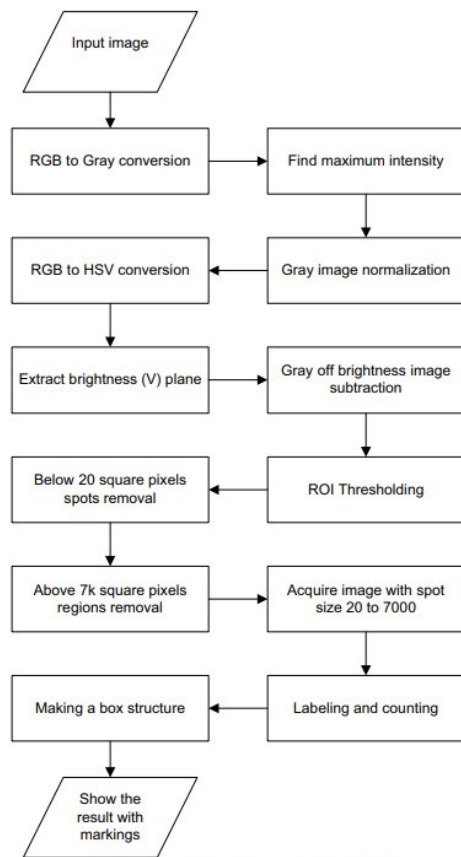 Input image
RGB to Gray conversion
Find maximum intensity
Gray image normalization
RGB to HSV conversion
Extract brightness (V) plane
Gray off brightness image
subtraction
ROI Thresholding
Below 20 square pixels
spots removal
Above 7k square pixels
regions removal
Acquire image with spot
size 20 to 7000
Labeling and counting
Making a box structure
Show the
result with
markings